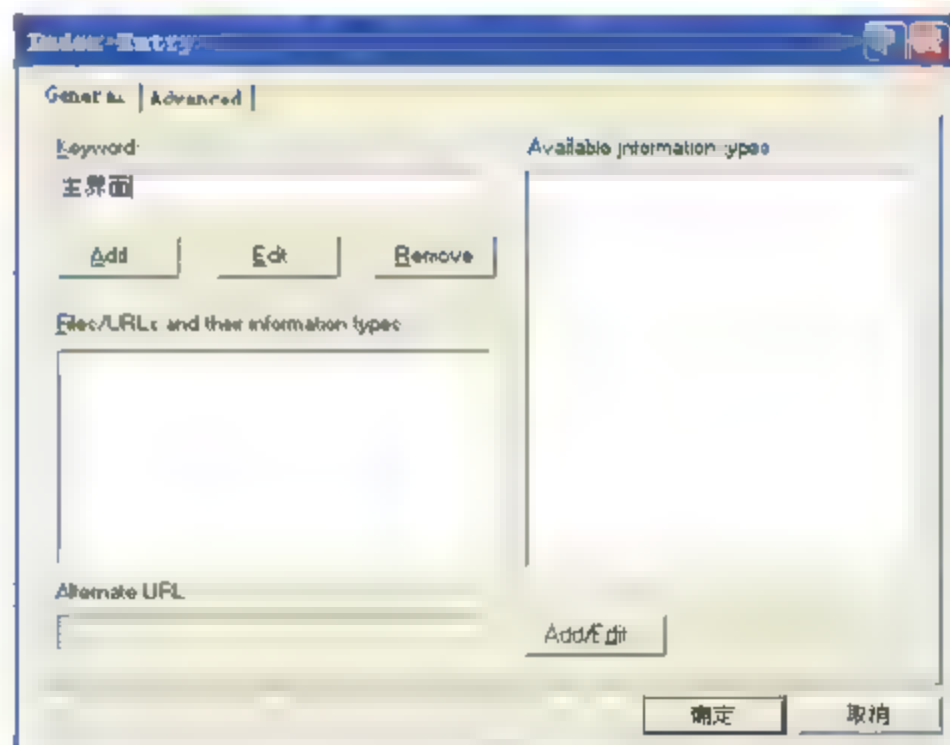 Index Entry
General
Advanced
Keyword:
主界面
Add
Edit
Remove
Files/URLs and their information types
Alternate URL
Available information types
Add/Edit
确定
取消